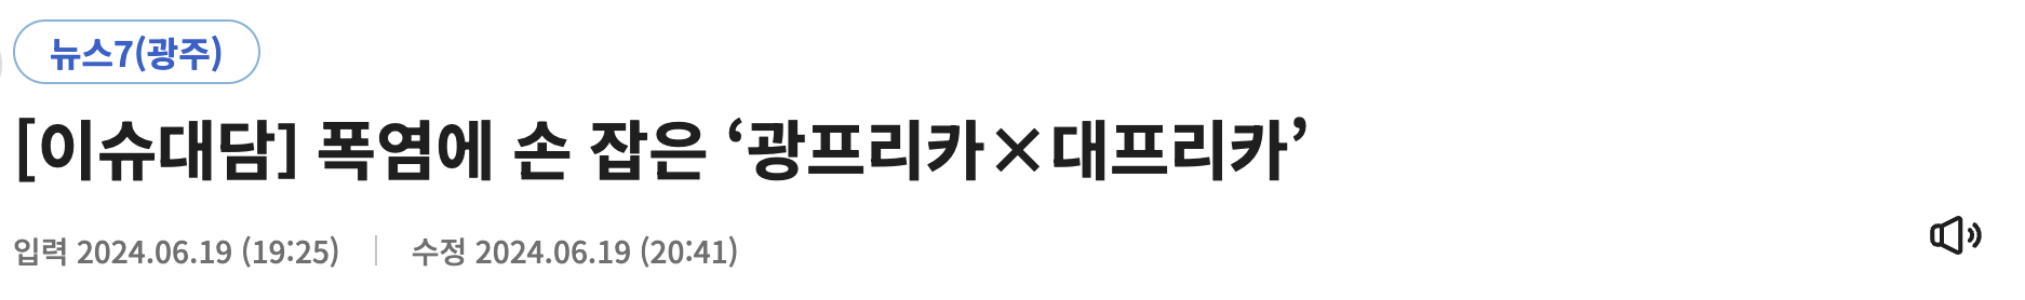 뉴스7(광주)
[이슈대담] 폭염에 손 잡은 ‘광프리카×대프리카’
입력 2024.06.19 (19:25) | 수정 2024.06.19 (20:41)